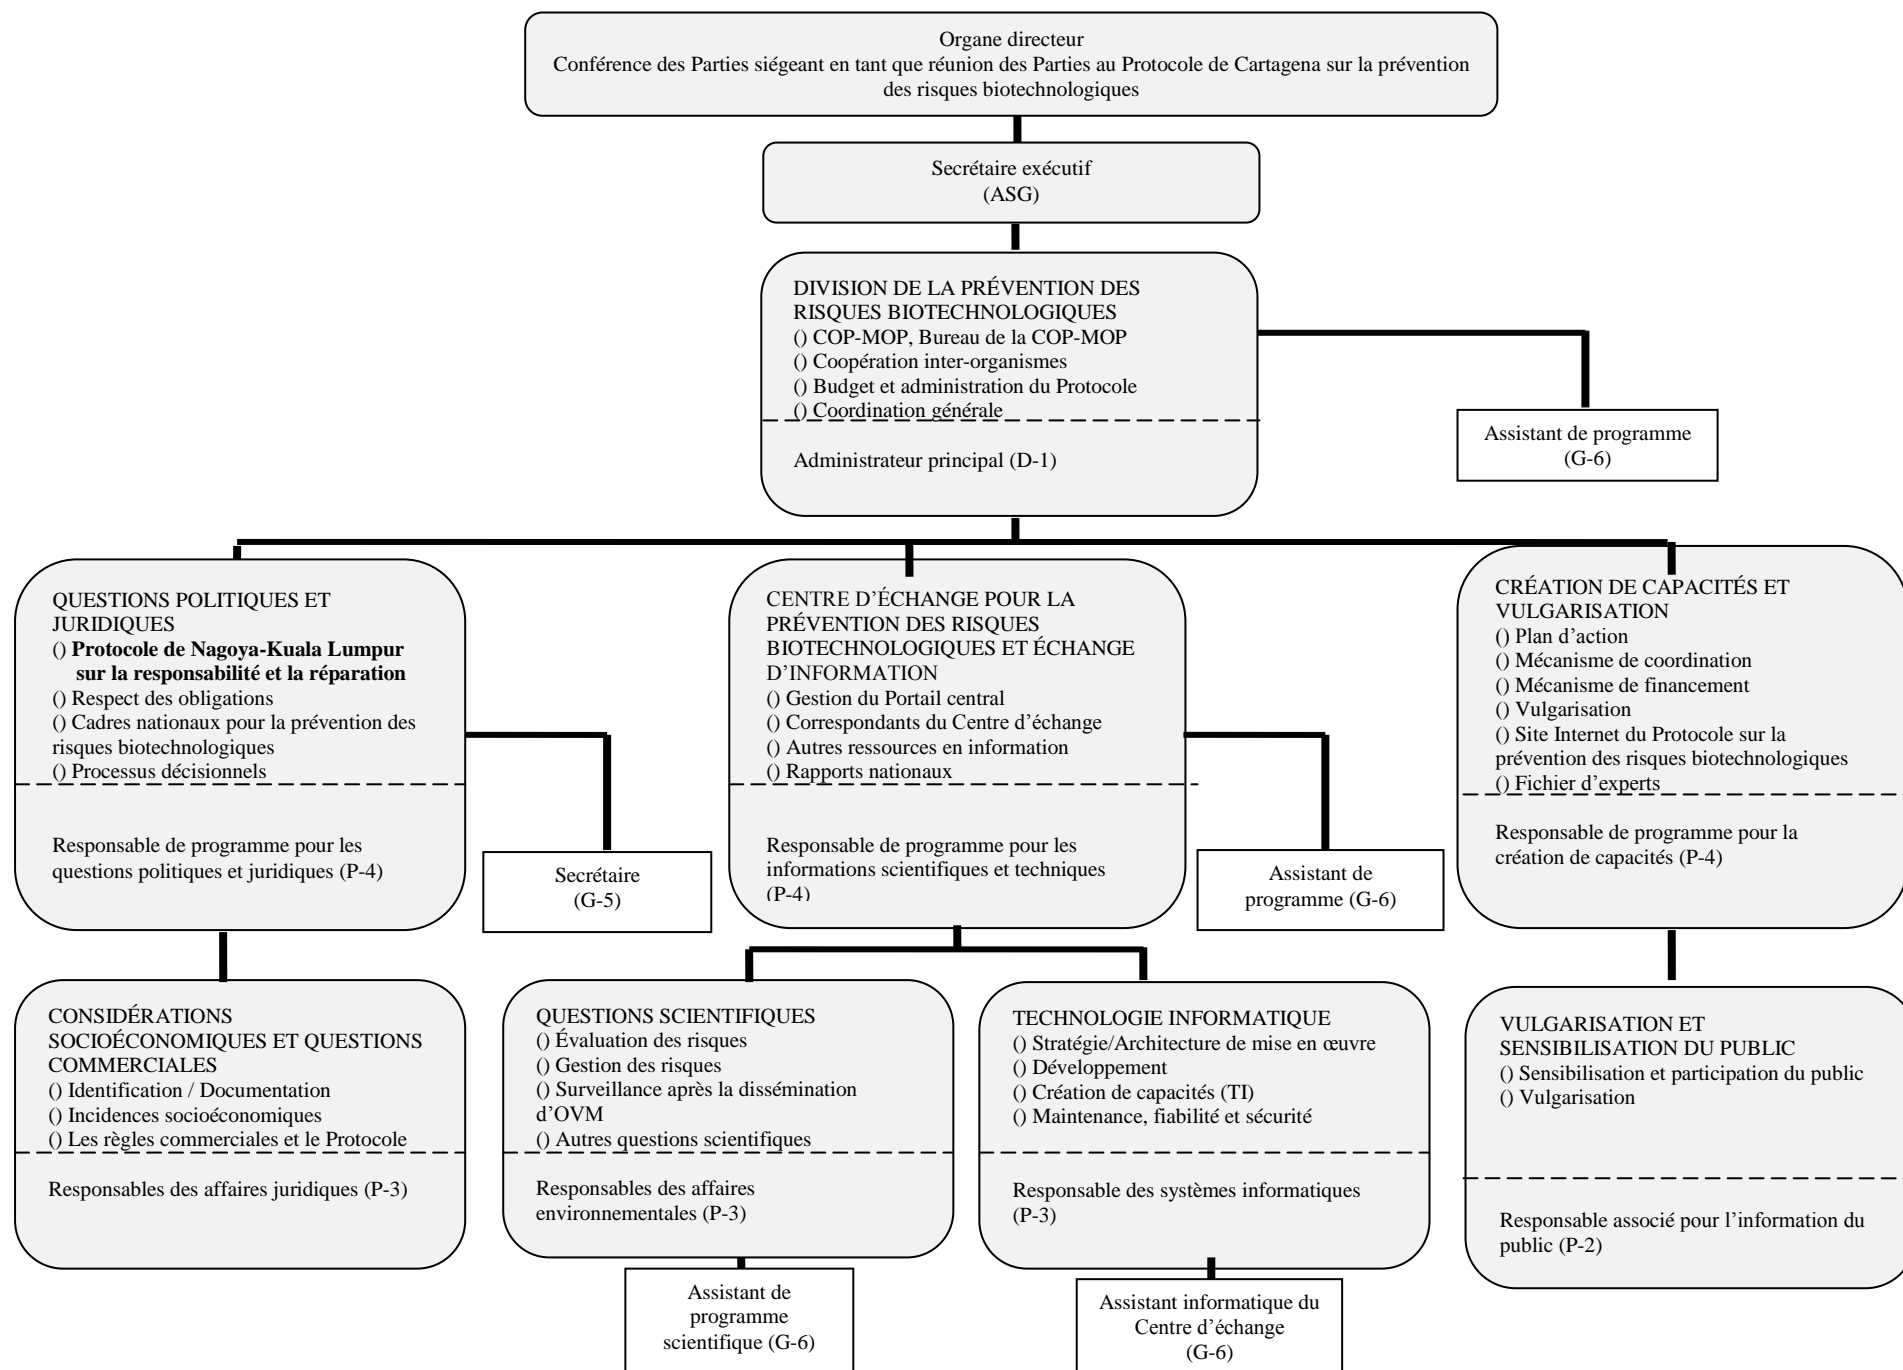 Organe directeur
Conférence des Parties siégeant en tant que réunion des Parties au Protocole de Cartagena sur la prévention
des risques biotechnologiques
Secrétaire exécutif
(ASG)
DIVISION DE LA PRÉVENTION DES
RISQUES BIOTECHNOLOGIQUES
() COP-MOP, Bureau de la COP-MOP
() Coopération inter-organismes
() Budget et administration du Protocole
() Coordination générale
Administrateur principal (D-1)
Assistant de programme
(G-6)
QUESTIONS POLITIQUES ET
JURIDIQUES
() Protocole de Nagoya-Kuala Lumpur
sur la responsabilité et la réparation
() Respect des obligations
() Cadres nationaux pour la prévention des
risques biotechnologiques
() Processus décisionnels
Responsable de programme pour les
questions politiques et juridiques (P-4)
Secrétaire
(G-5)
CENTRE D’ÉCHANGE POUR LA
PRÉVENTION DES RISQUES
BIOTECHNOLOGIQUES ET ÉCHANGE
D’INFORMATION
() Gestion du Portail central
() Correspondants du Centre d’échange
() Autres ressources en information
() Rapports nationaux
Responsable de programme pour les
informations scientifiques et techniques
(P-4)
Assistant de
programme (G-6)
CRÉATION DE CAPACITÉS ET
VULGARISATION
() Plan d’action
() Mécanisme de coordination
() Mécanisme de financement
() Vulgarisation
() Site Internet du Protocole sur la
prévention des risques biotechnologiques
() Fichier d’experts
Responsable de programme pour la
création de capacités (P-4)
CONSIDÉRATIONS
SOCIOÉCONOMIQUES ET QUESTIONS
COMMERCIALES
() Identification / Documentation
() Incidences socioéconomiques
() Les règles commerciales et le Protocole
Responsables des affaires juridiques (P-3)
QUESTIONS SCIENTIFIQUES
() Évaluation des risques
() Gestion des risques
() Surveillance après la dissémination
d’OVM
() Autres questions scientifiques
Responsables des affaires
environnementales (P-3)
Assistant de
programme
scientifique (G-6)
TECHNOLOGIE INFORMATIQUE
() Stratégie/Architecture de mise en œuvre
() Développement
() Création de capacités (TI)
() Maintenance, fiabilité et sécurité
Responsable des systèmes informatiques
(P-3)
Assistant informatique du
Centre d’échange
(G-6)
VULGARISATION ET
SENSIBILISATION DU PUBLIC
() Sensibilisation et participation du public
() Vulgarisation
Responsable associé pour l’information du
public (P-2)